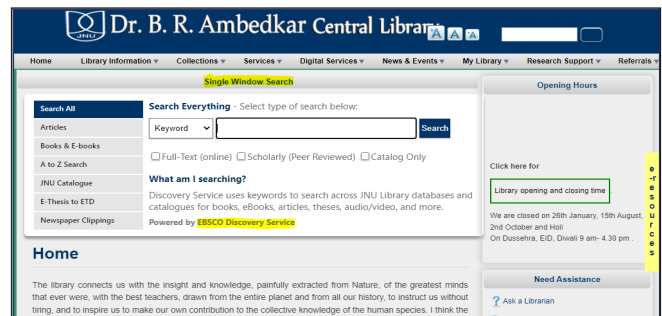 JNU
Dr. B. R. Ambedkar Central Library
A A A
Home Library Information ▾ Collections ▾ Services ▾ Digital Services ▾ News & Events ▾ My Library ▾ Research Support ▾ Referrals ▾
Single Window Search
Search All
Articles
Books & E-books
A to Z Search
JNU Catalogue
E-Thesis to ETD
Newspaper Clippings
Search Everything - Select type of search below:
Keyword Search
Full-Text (online) Scholarly (Peer Reviewed) Catalog Only
What am I searching?
Discovery Service uses keywords to search across JNU Library databases and
catalogues for books, eBooks, articles, theses, audio/video, and more.
Powered by EBSCO Discovery Service
Home
The library connects us with the insight and knowledge, painfully extracted from Nature, of the greatest minds
that ever were, with the best teachers, drawn from the entire planet and from all our history, to instruct us without
tiring, and to inspire us to make our own contribution to the collective knowledge of the human species. I think the
Opening Hours
Click here for
Library opening and closing time .
We are closed on 26th January, 15th August,
2nd October and Holi
On Dussehra, EID, Diwali 9 am- 4.30 pm .
e-resources
Need Assistance
? Ask a Librarian